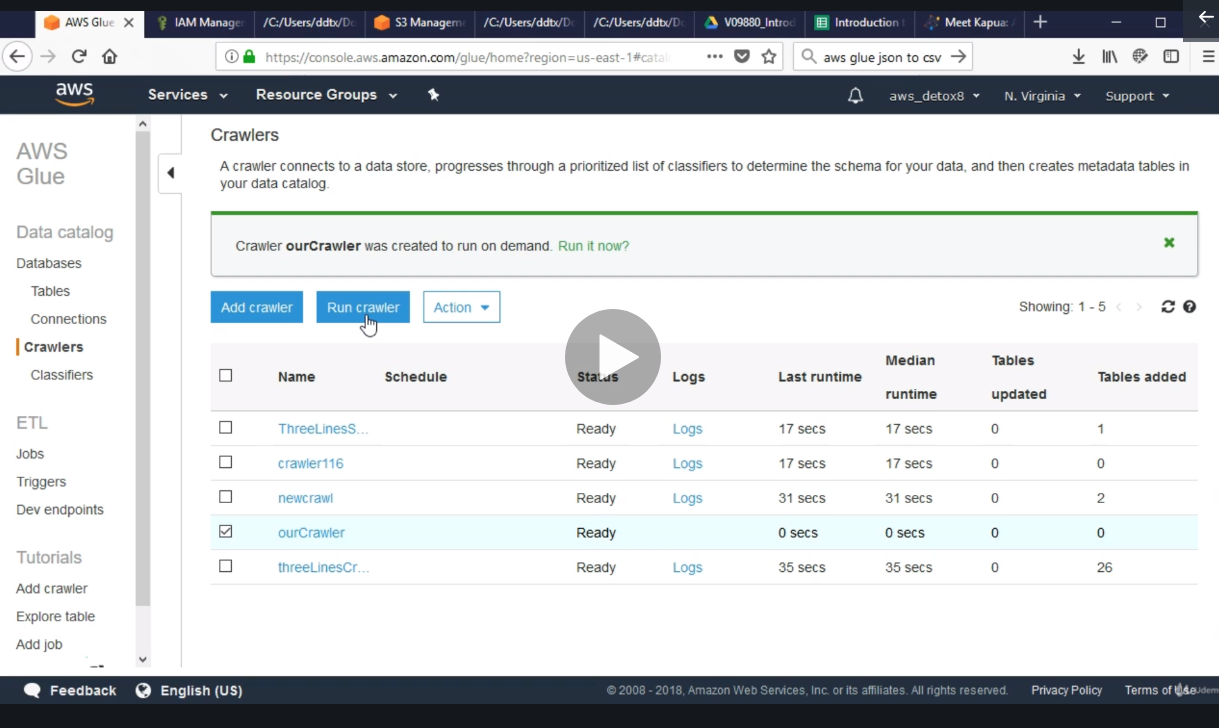 AWS Glue
IAM Manager
/C:/Users/ddtx/Do
S3 Manageme
/C:/Users/ddtx/Do
/C:/Users/ddtx/Do
V09880_Introd
Introduction
Meet Kapua:
https://console.aws.amazon.com/glue/home?region=us-east-1#catal
aws glue json to csv
aws
Services
Resource Groups
aws_detox8
N. Virginia
Support
AWS
Glue
Data catalog
Databases
Tables
Connections
Crawlers
Classifiers
ETL
Jobs
Triggers
Dev endpoints
Tutorials
Add crawler
Explore table
Add job
Crawlers
A crawler connects to a data store, progresses through a prioritized list of classifiers to determine the schema for your data, and then creates metadata tables in
your data catalog.
Crawler ourCrawler was created to run on demand. Run it now?
Add crawler
Run crawler
Action
Showing: 1 - 5
Name Schedule Status Logs Last runtime Median runtime Tables updated Tables added
ThreeLinesS... Ready Logs 17 secs 17 secs 0 1
crawler116 Ready Logs 17 secs 17 secs 0 0
newcrawl Ready Logs 31 secs 31 secs 0 2
ourCrawler Ready 0 secs 0 secs 0 0
threeLinesCr... Ready Logs 35 secs 35 secs 0 26
Feedback
English (US)
© 2008 - 2018, Amazon Web Services, Inc. or its affiliates. All rights reserved.
Privacy Policy
Terms of Use